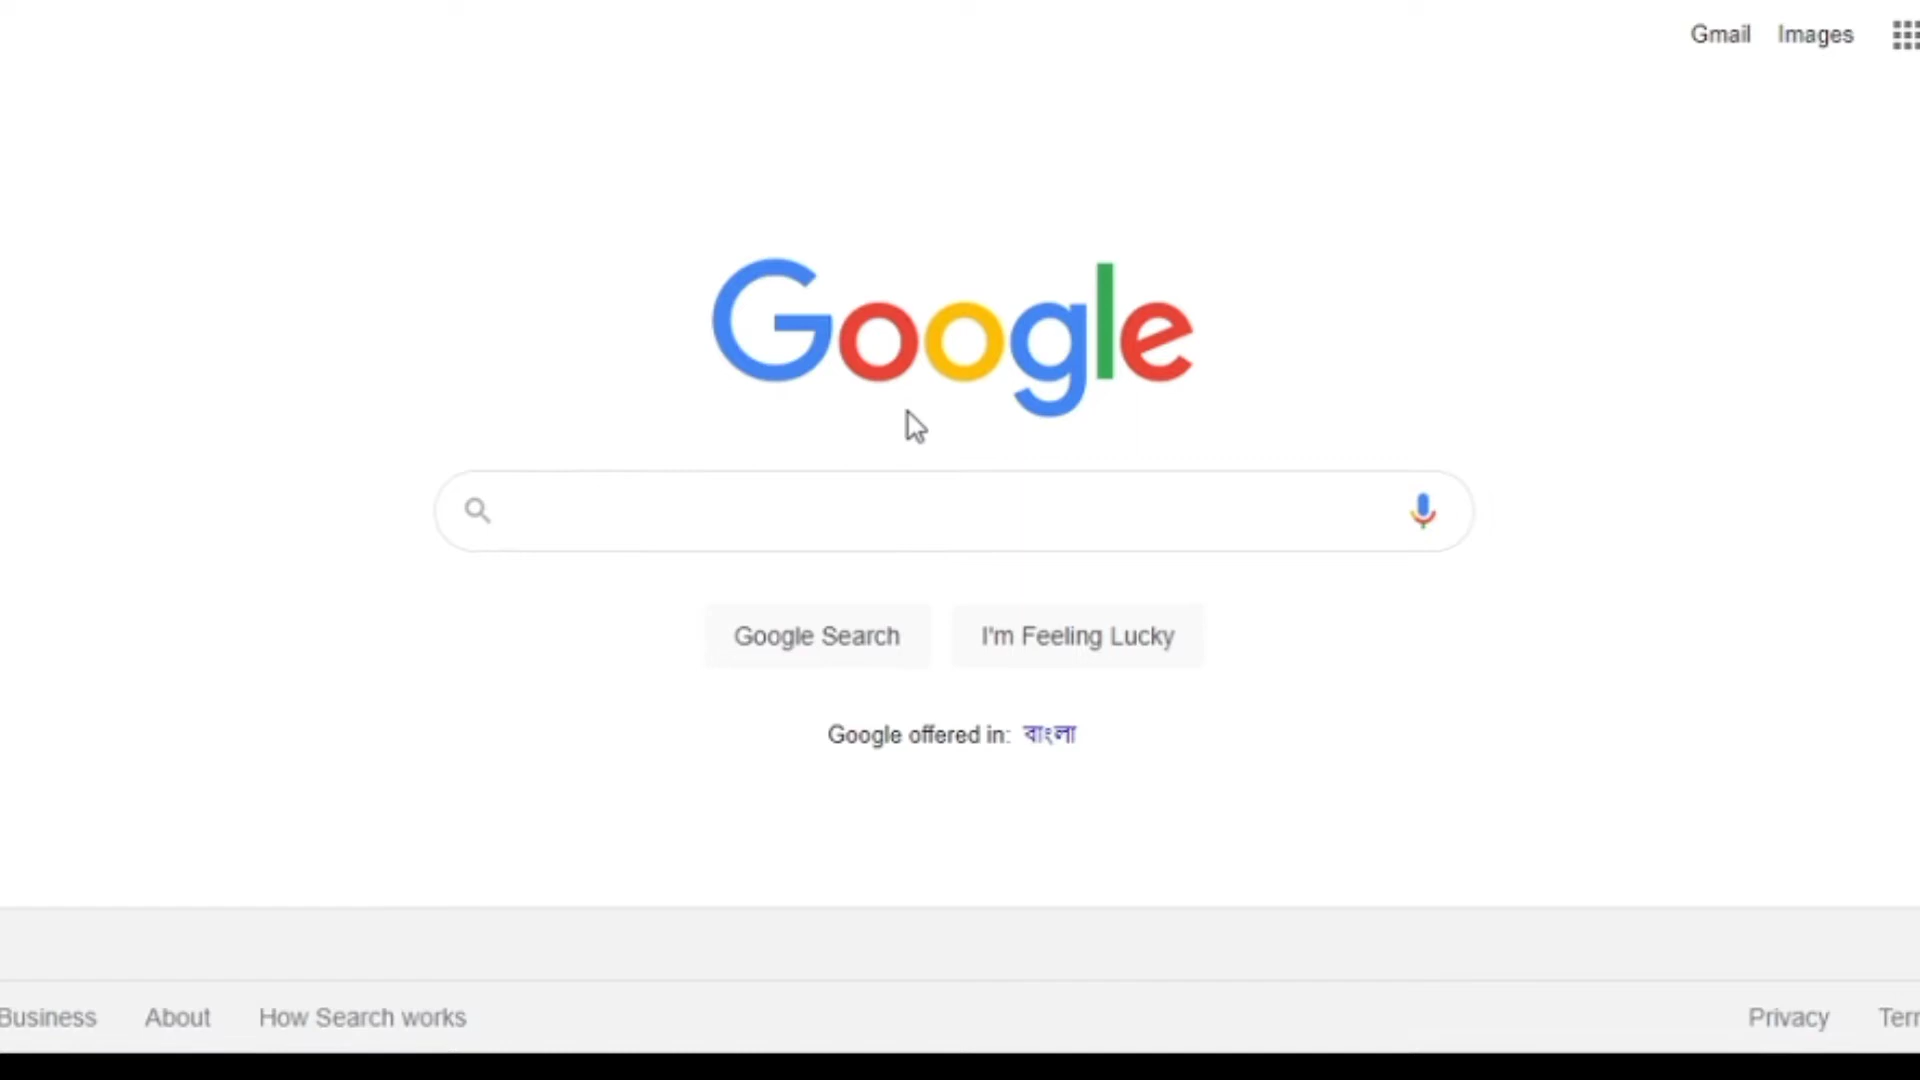 Gmail Images
Google
Google Search I'm Feeling Lucky
Google offered in: বাংলা
Business About How Search works Privacy